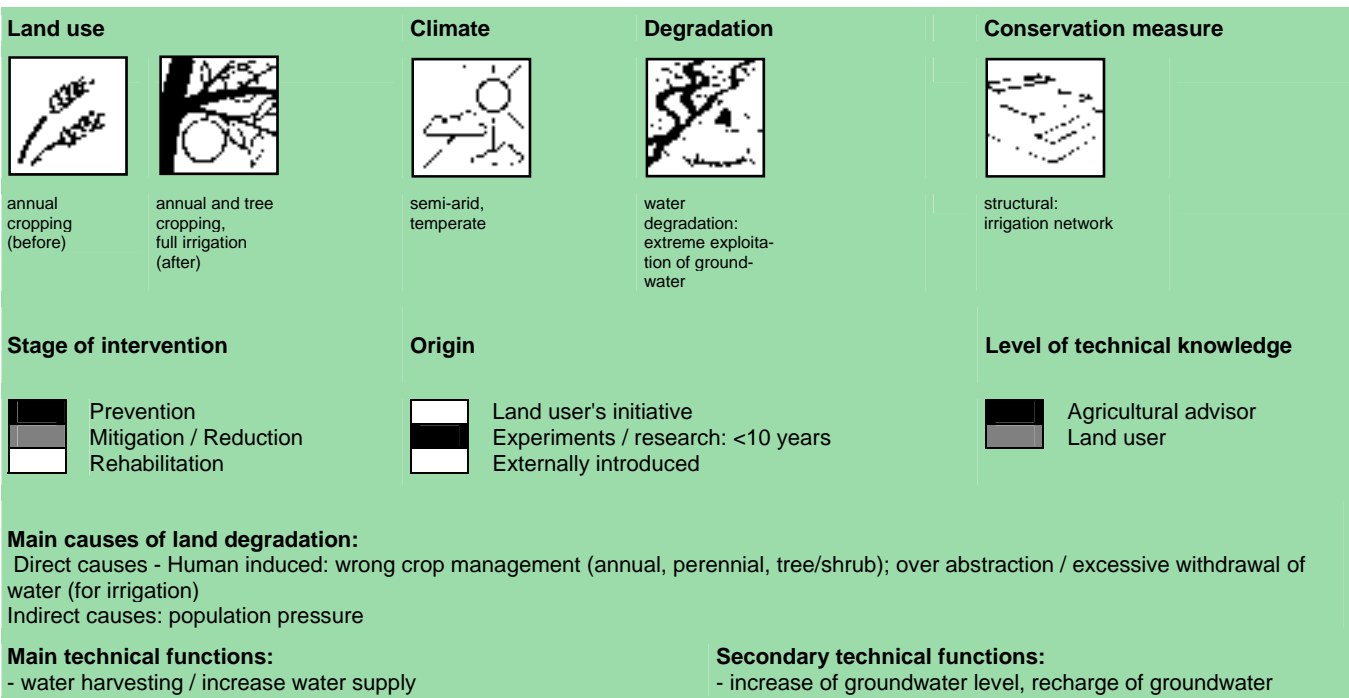 Land use
Climate
Degradation
Conservation measure
annual
cropping
(before)
annual and tree
cropping,
full irrigation
(after)
semi-arid,
temperate
water
degradation:
extreme exploita-
tion of ground-
water
structural:
irrigation network
Stage of intervention
Origin
Level of technical knowledge
Prevention
Mitigation / Reduction
Rehabilitation
Land user's initiative
Experiments / research: <10 years
Externally introduced
Agricultural advisor
Land user
Main causes of land degradation:
Direct causes - Human induced: wrong crop management (annual, perennial, tree/shrub); over abstraction / excessive withdrawal of
water (for irrigation)
Indirect causes: population pressure
Main technical functions:
- water harvesting / increase water supply
Secondary technical functions:
- increase of groundwater level, recharge of groundwater